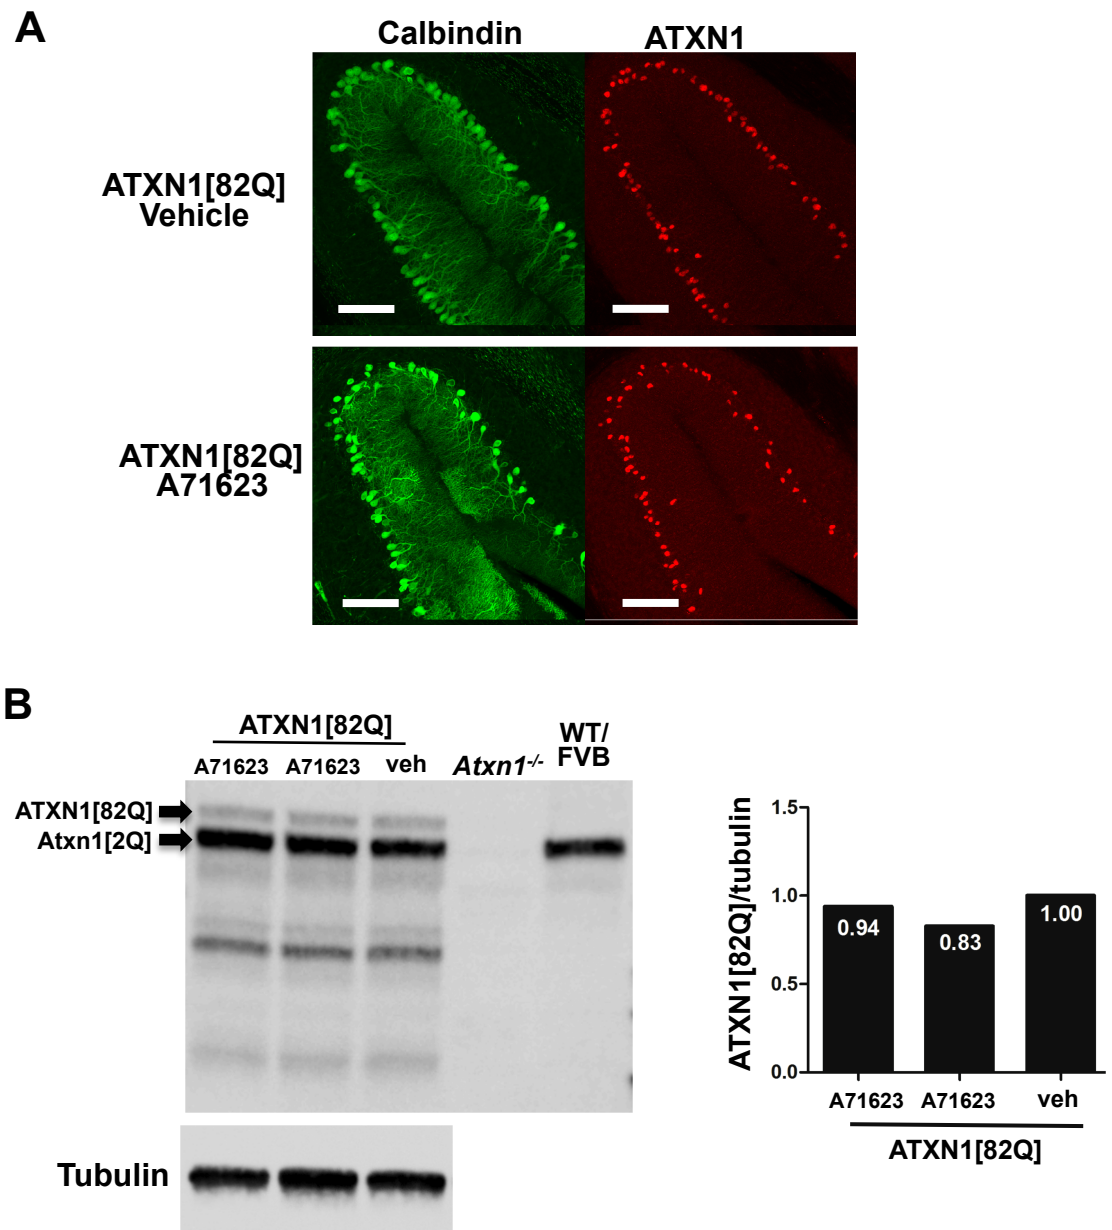 A
Calbindin
ATXN1
ATXN1[82Q]
Vehicle
ATXN1[82Q]
A71623
B
ATXN1[82Q]
A71623
A71623
veh
Atxn1-/-
WT/
FVB
ATXN1[82Q]
Atxn1[2Q]
Tubulin
ATXN1[82Q]/tubulin
1.5
1.0
0.5
0.0
0.94
0.83
1.00
A71623
A71623
veh
ATXN1[82Q]